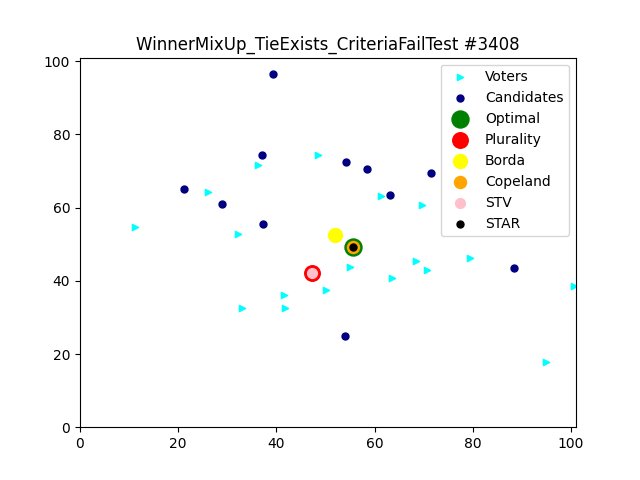 WinnerMixUp_TieExists_CriteriaFailTest #3408
100
80
60
40
20
0
0
20
40
60
80
100
Voters
Candidates
Optimal
Plurality
Borda
Copeland
STV
STAR